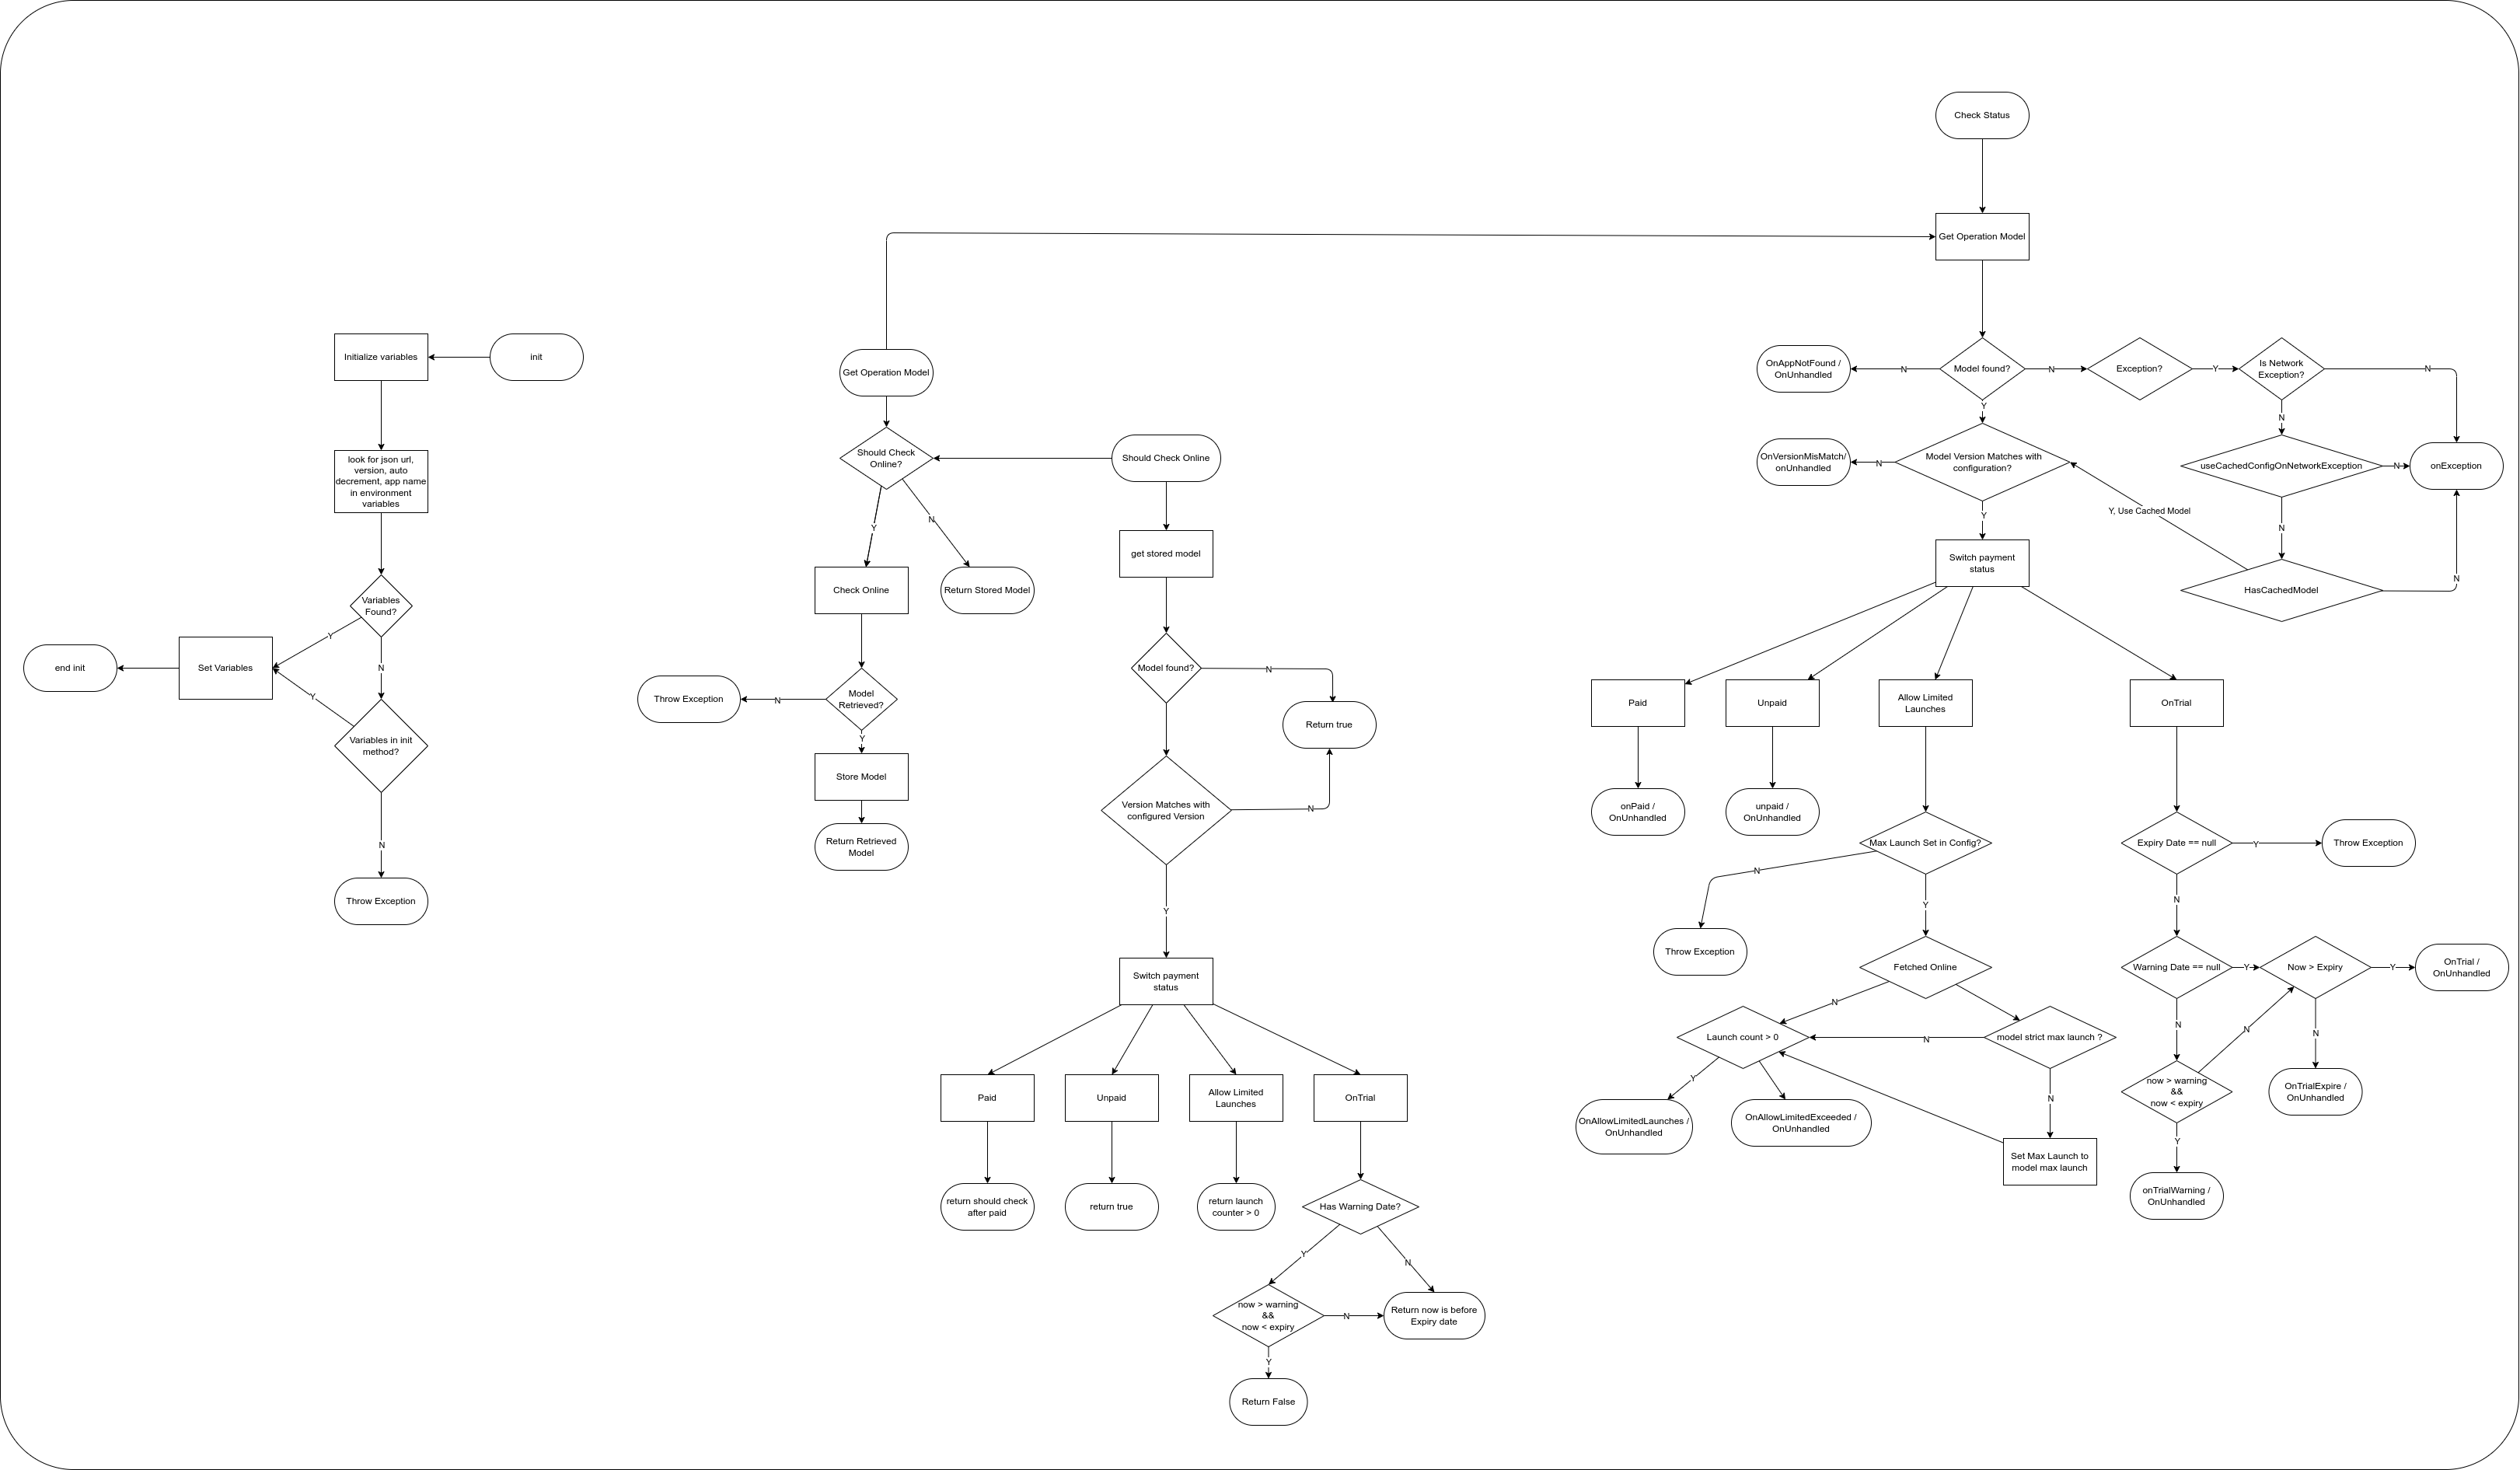 Check Status
Get Operation Model
Initialize variables
init
Get Operation Model
OnAppNotFound /
OnUnhandled
N
Model found?
N
Exception?
Y
Is Network
Exception?
N
Y
N
look for json url,
version, auto
decrement, app name
in environment
variables
Should Check
Online?
Should Check Online
OnVersionMisMatch/
onUnhandled
N
Model Version Matches with
configuration?
useCachedConfigOnNetworkException
N
onException
Y
N
Y, Use Cached Model
Y
N
get stored model
Switch payment
status
Variables
Found?
Check Online
Return Stored Model
HasCachedModel
N
Y
N
end init
Set Variables
Y
Variables in init
method?
N
Throw Exception
Throw Exception
N
Model
Retrieved?
Y
Store Model
Return Retrieved
Model
Model found?
N
Return true
Version Matches with
configured Version
N
Y
Switch payment
status
Paid
Unpaid
Allow Limited
Launches
OnTrial
return should check
after paid
return true
return launch
counter > 0
Has Warning Date?
Y
N
now > warning
&&
now < expiry
N
Return now is before
Expiry date
Y
Return False
Paid
Unpaid
Allow Limited
Launches
OnTrial
onPaid /
OnUnhandled
unpaid /
OnUnhandled
Max Launch Set in Config?
N
Y
Throw Exception
Fetched Online
N
Launch count > 0
N
model strict max launch ?
Y
N
OnAllowLimitedLaunches /
OnUnhandled
OnAllowLimitedExceeded /
OnUnhandled
Set Max Launch to
model max launch
Expiry Date == null
Y
Throw Exception
N
Warning Date == null
Y
Now > Expiry
Y
OnTrial /
OnUnhandled
N
N
N
now > warning
&&
now < expiry
OnTrialExpire /
OnUnhandled
Y
onTrialWarning /
OnUnhandled